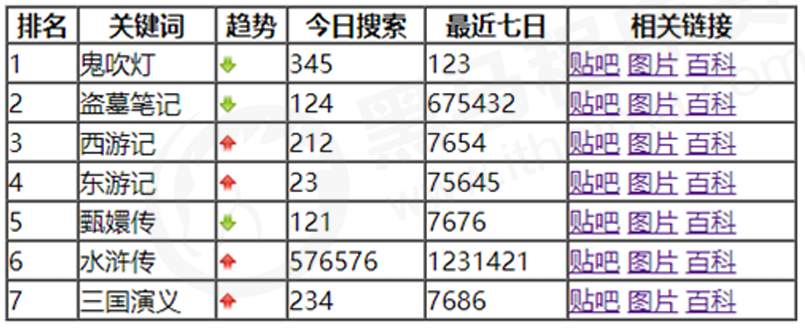 排名 关键词 趋势 今日搜索 最近七日 相关链接
1 鬼吹灯 345 123 贴吧 图片 百科
2 盗墓笔记 124 675432 贴吧 图片 百科
3 西游记 212 7654 贴吧 图片 百科
4 东游记 23 75645 贴吧 图片 百科
5 甄嬛传 121 7676 贴吧 图片 百科
6 水浒传 576576 1231421 贴吧 图片 百科
7 三国演义 234 7686 贴吧 图片 百科